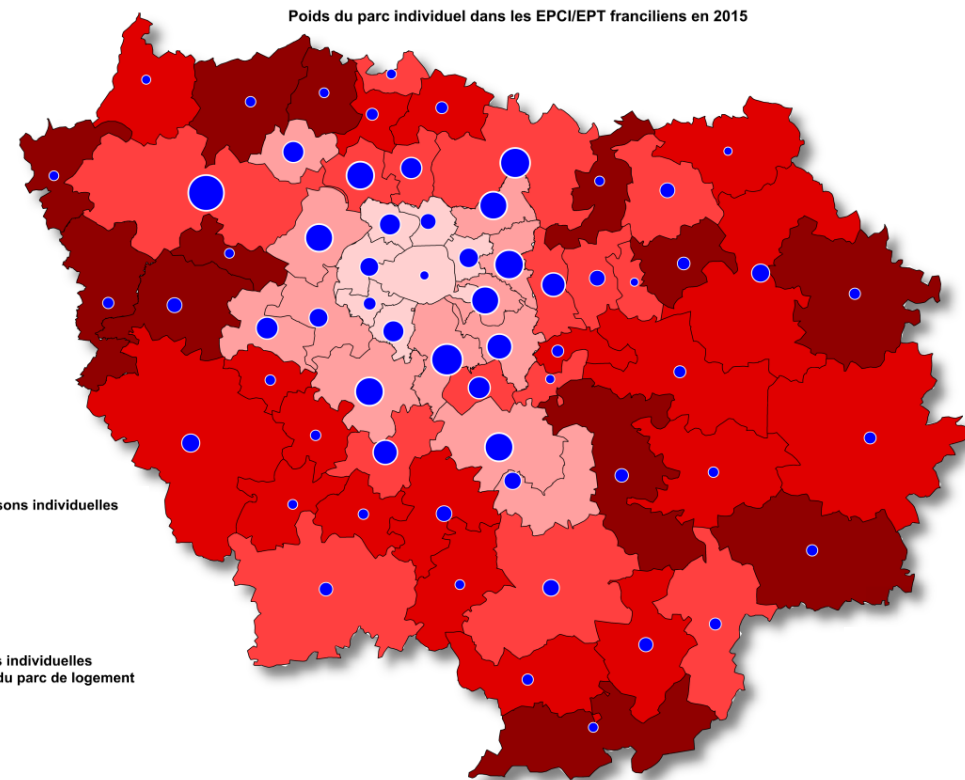 Poids du parc individuel dans les EPCI/EPT franciliens en 2015
sons individuelles
individuelles
du parc de logement